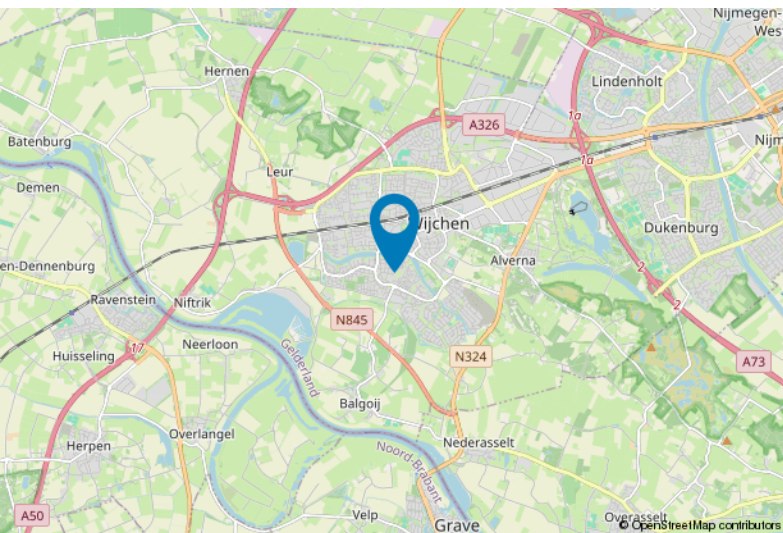 Nijmegen-
West
Hernen
Lindenholt
1a
A326
Batenburg
1a
Nijm
Leur
Demen
Wijchen
Dukenburg
Alverna
en-Dennenburg
2
Ravenstein
Niftrik
2
N845
17
Neerloon
Gelderland
Huisseling
N324
A73
Balgoij
Overlangel
Nederasselt
Herpen
Noord-Brabant
A50
Velp
Grave
Overasselt
© OpenStreetMap contributors